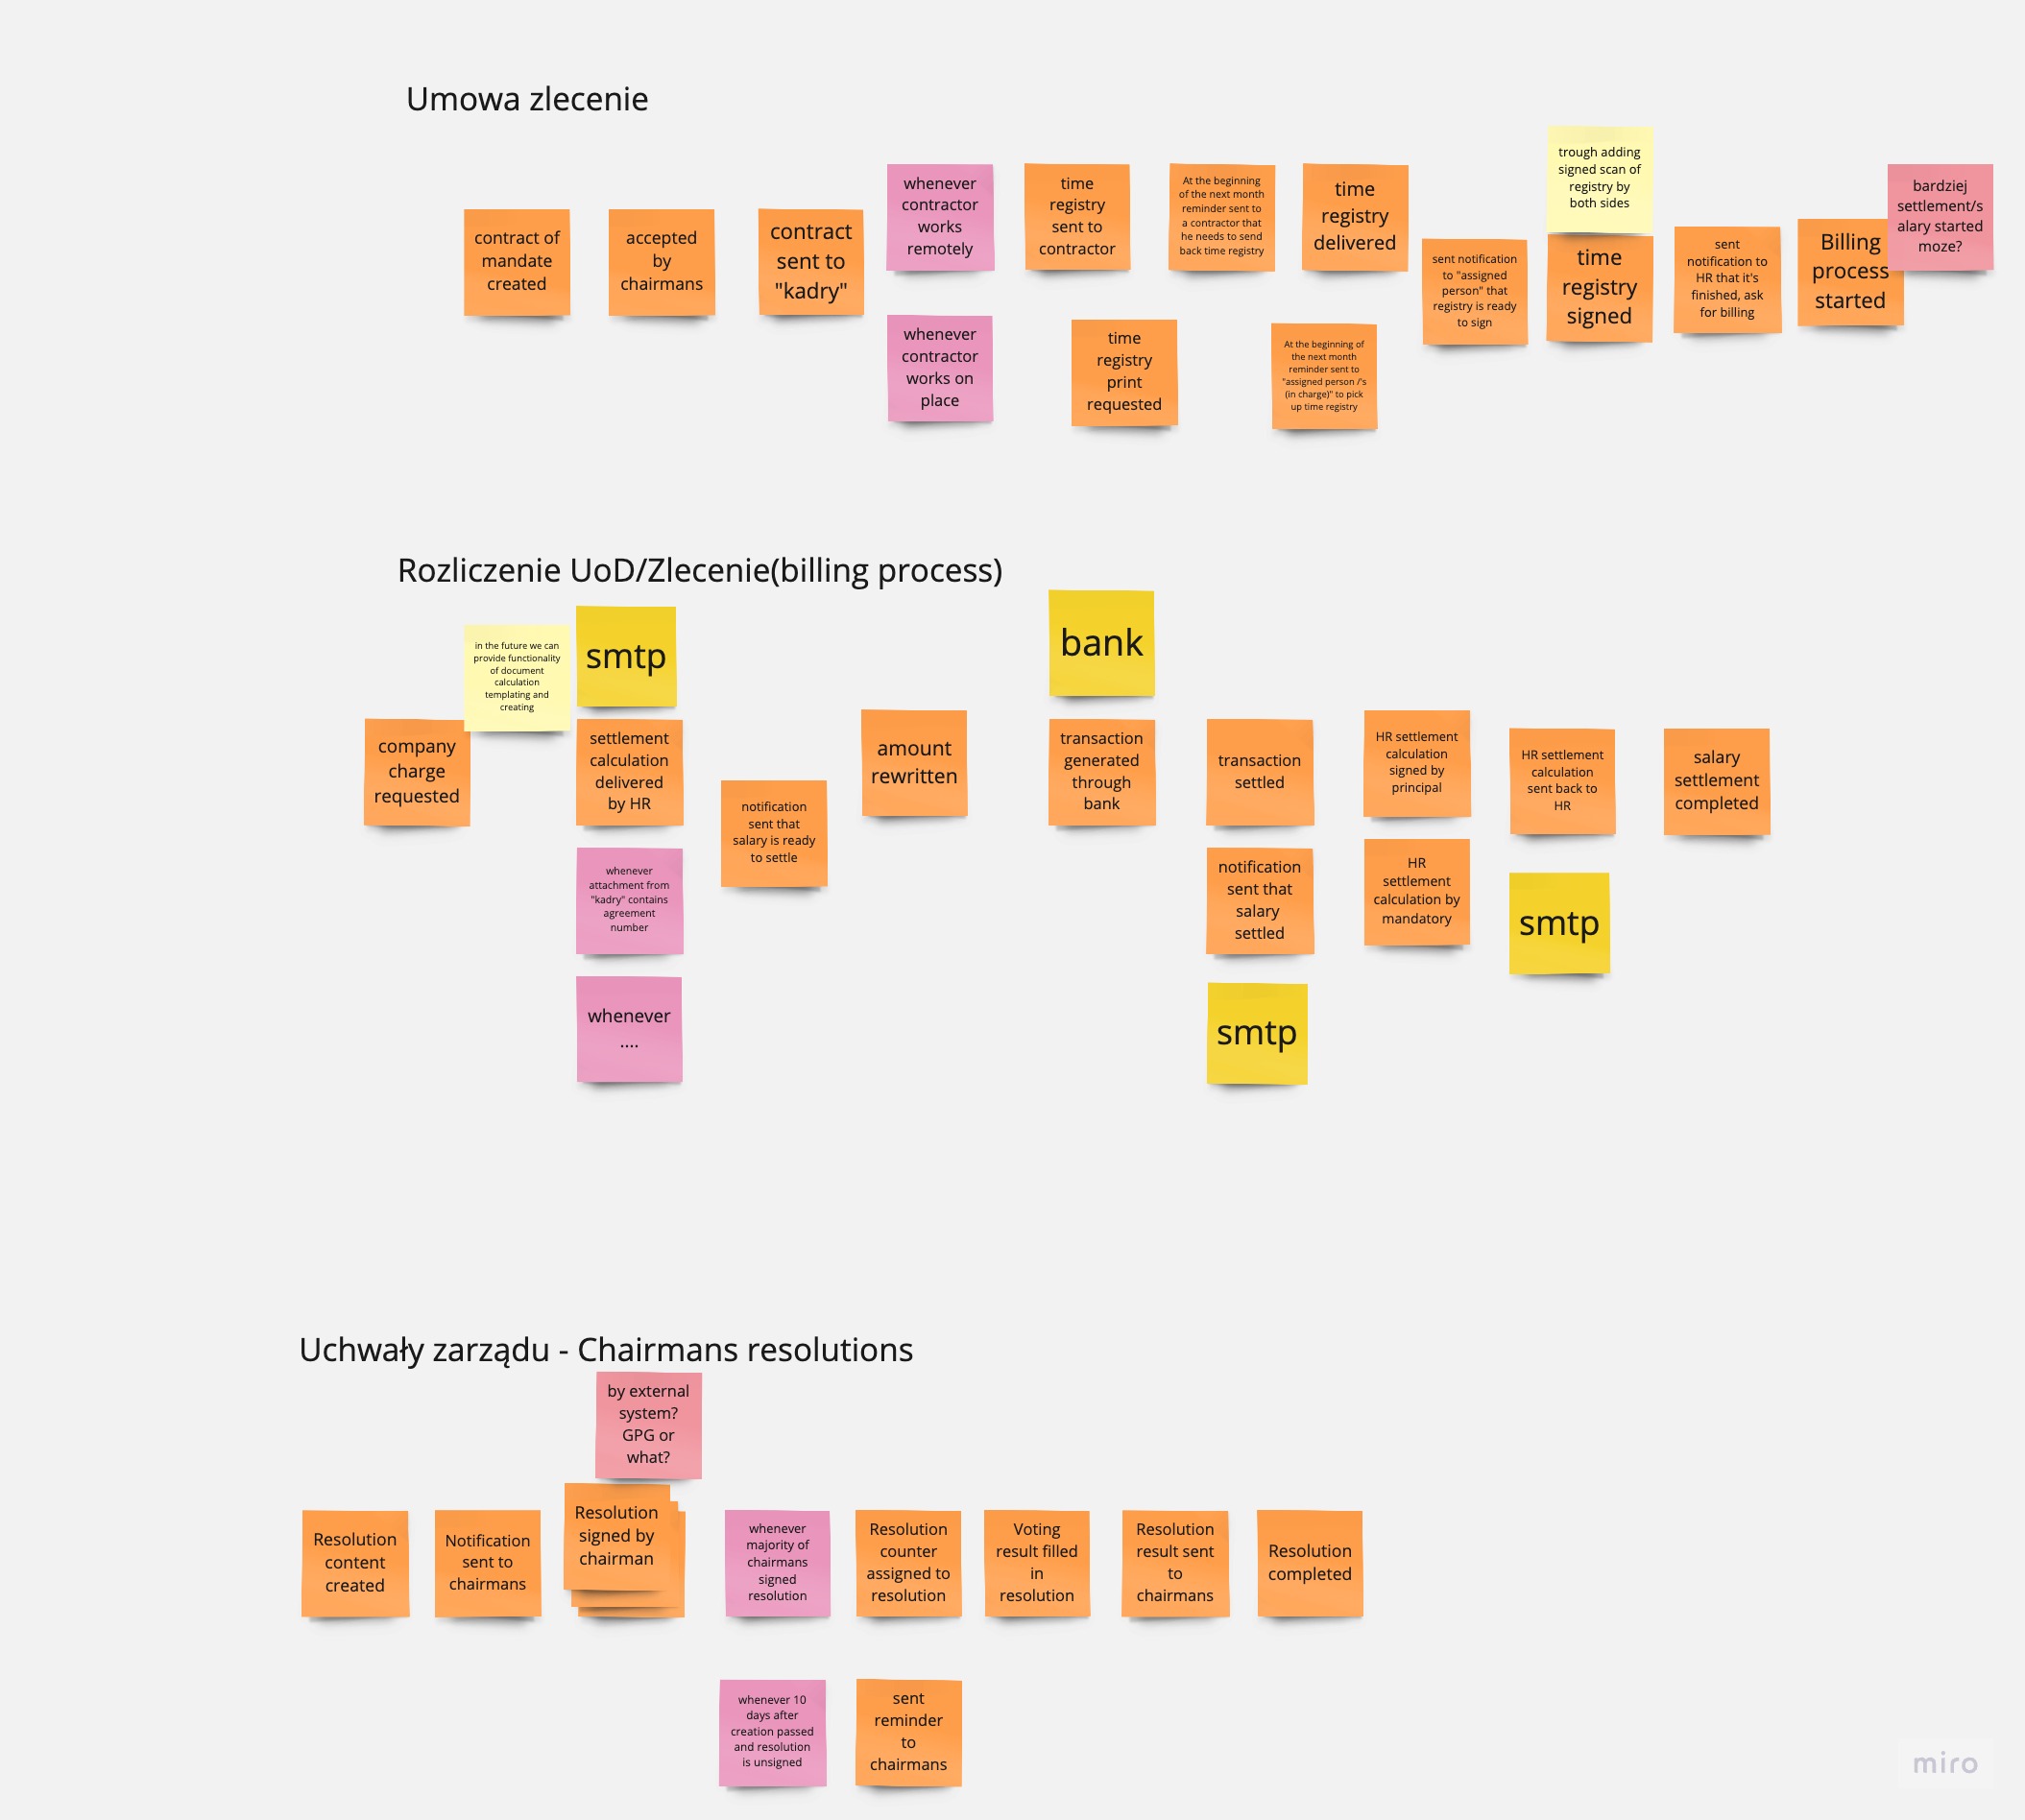 Umowa zlecenie
contract of
mandate
created
accepted
by
chairmans
contract
sent to
"kadry"
whenever
contractor
works
remotely
time
registry
sent to
contractor
At the beginning
of the next month
reminder sent to
a contractor that
he needs to send
back time registry
time
registry
delivered
sent notification
to "assigned
person" that
registry is ready
to sign
trough adding
signed scan of
registry by
both sides
time
registry
signed
sent
notification to
HR that it's
finished, ask
for billing
Billing
process
started
bardziej
settlement/s
alary started
moze?
whenever
contractor
works on
place
time
registry
print
requested
At the beginning of
the next month
reminder sent to
"assigned person /'s
(in charge)" to pick
up time registry
Rozliczenie UoD/Zlecenie(billing process)
company
charge
requested
in the future we can
provide functionality
of document
calculation
templating and
creating
smtp
settlement
calculation
delivered
by HR
whenever
attachment from
"kadry" contains
agreement
number
whenever
....
notification
sent that
salary is ready
to settle
amount
rewritten
bank
transaction
generated
through
bank
transaction
settled
notification
sent that
salary
settled
smtp
HR settlement
calculation
signed by
principal
HR
settlement
calculation by
mandatory
HR settlement
calculation
sent back to
HR
smtp
salary
settlement
completed
Uchwały zarządu - Chairmans resolutions
by external
system?
GPG or
what?
Resolution
content
created
Notification
sent to
chairmans
Resolution
signed by
chairman
whenever
majority of
chairmans
signed
resolution
Resolution
counter
assigned to
resolution
Voting
result filled
in
resolution
Resolution
result sent
to
chairmans
Resolution
completed
whenever 10
days after
creation passed
and resolution
is unsigned
sent
reminder
to
chairmans
miro